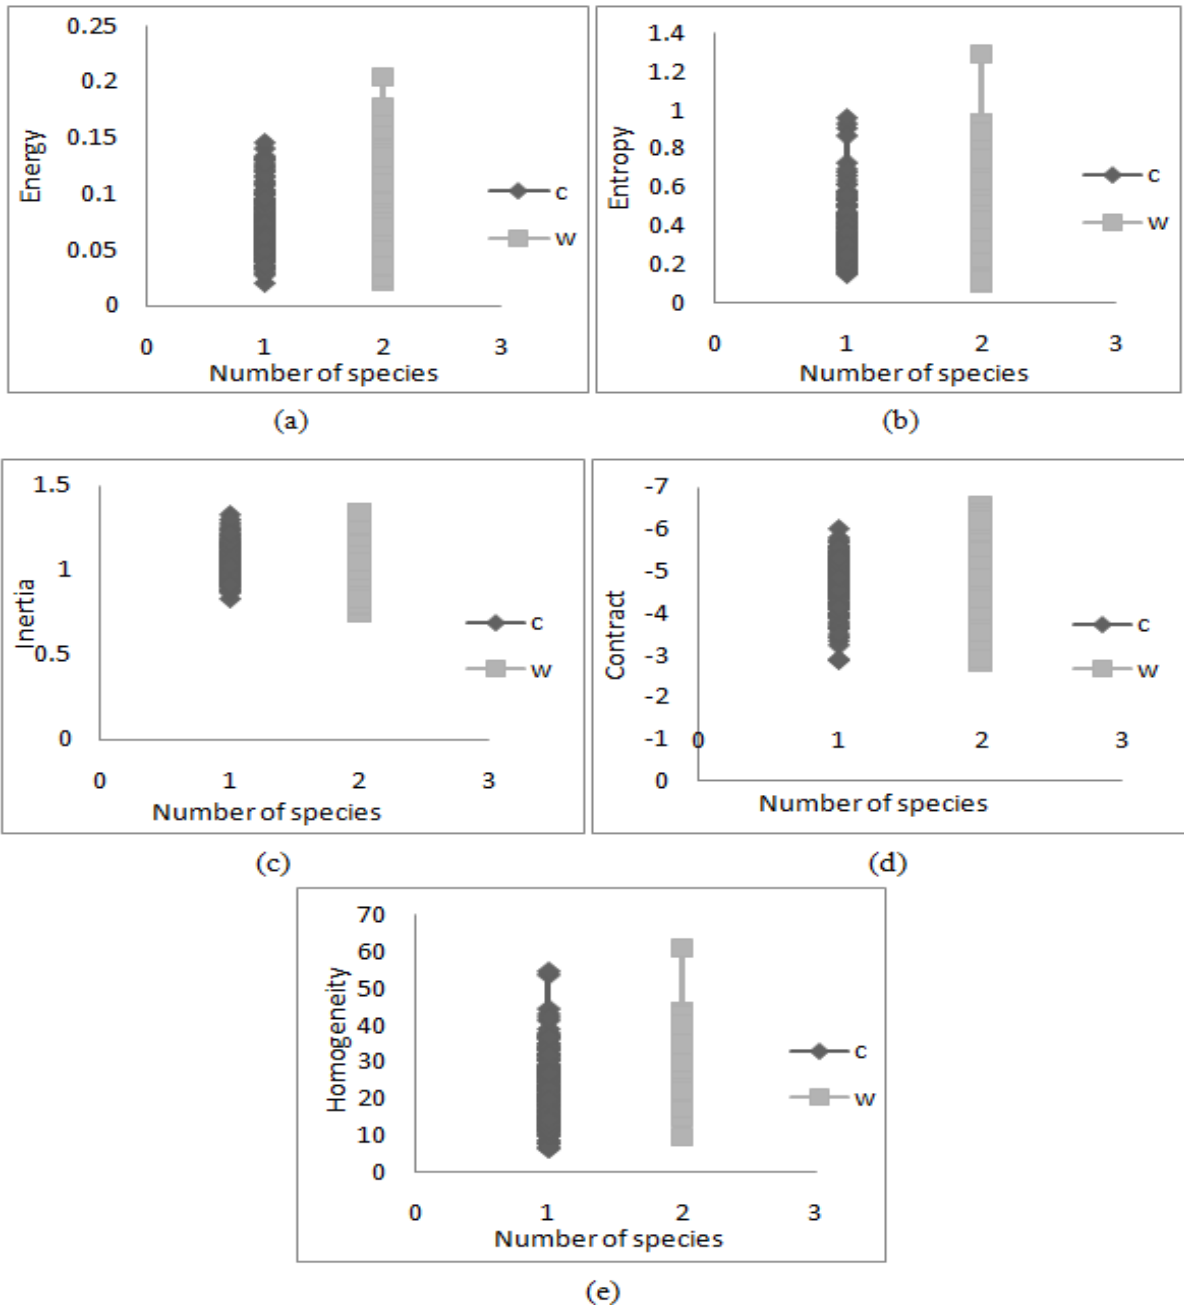 0.25
0.2
0.15
0.1
0.05
0
Energy
0 1 2 3
Number of species
c
w
(a)
1.4
1.2
1
0.8
0.6
0.4
0.2
0
Entropy
0 1 2 3
Number of species
c
w
(b)
1.5
1
0.5
0
Inertia
0 1 2 3
Number of species
c
w
(c)
-7
-6
-5
-4
-3
-2
-1
0
Contract
0 1 2 3
Number of species
c
w
(d)
70
60
50
40
30
20
10
0
Homogeneity
0 1 2 3
Number of species
c
w
(e)